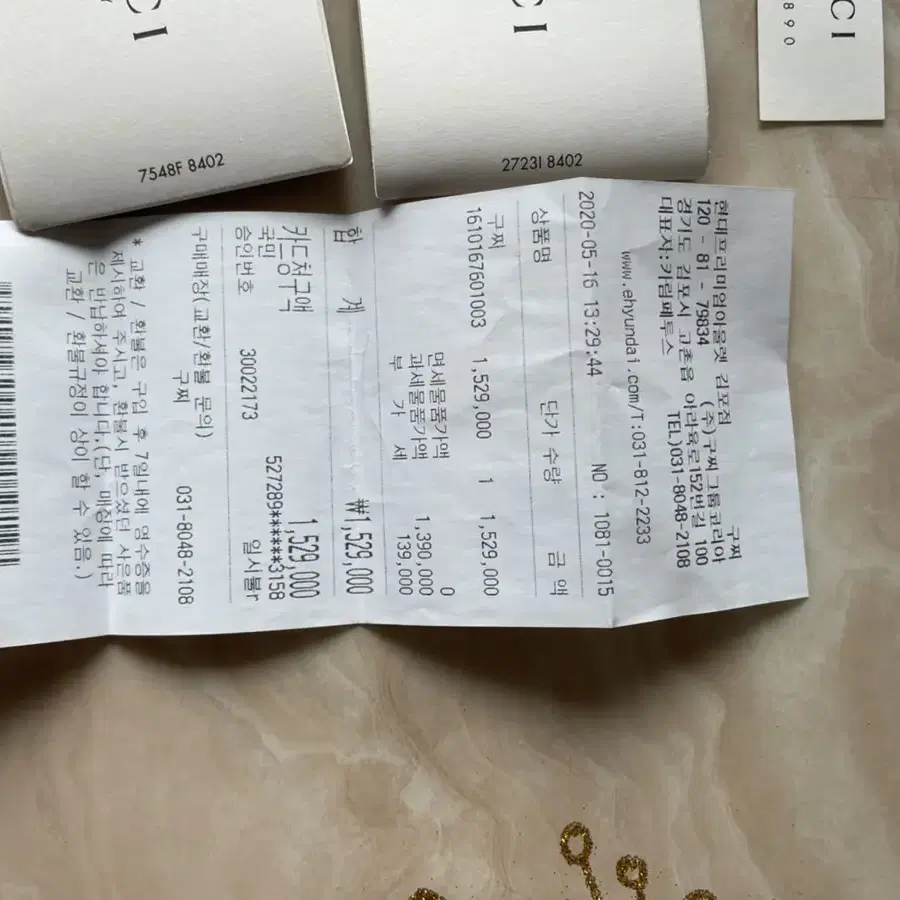 CI
7548F 8402
CI
27231 8402
CI
890
현대프리미엄아울렛 김포점 구찌
120 - 81 - 79834 (주)구찌그룹코리아
경기도 김포시 고촌읍 아라육로152번길 100
대표자:카림페투스 TEL)031-8048-2108
www.ehyundai.com/T:031-812-2233
2020-05-16 13:29:44 NO : 1081-0015
상품명 단가 수량 금 액
구찌
1610167601003 1,529,000 1 1,529,000
면세물품가액 0
과세물품가액 1,390,000
부 가 세 139,000
합 계 ₩1,529,000
카드청구액 1,529,000
국민 527289******3158
승인번호 30022173 일시불r
구매매장(교환/환불 문의)
구찌 031-8048-2108
* 교환 / 환불은 구입 후 7일내에 영수증을
제시하여 주시고, 환불시 받으셨던 사은품
은 반납하셔야 합니다.(단, 매장에 따라
교환 / 환불규정이 상이 할 수 있음.)